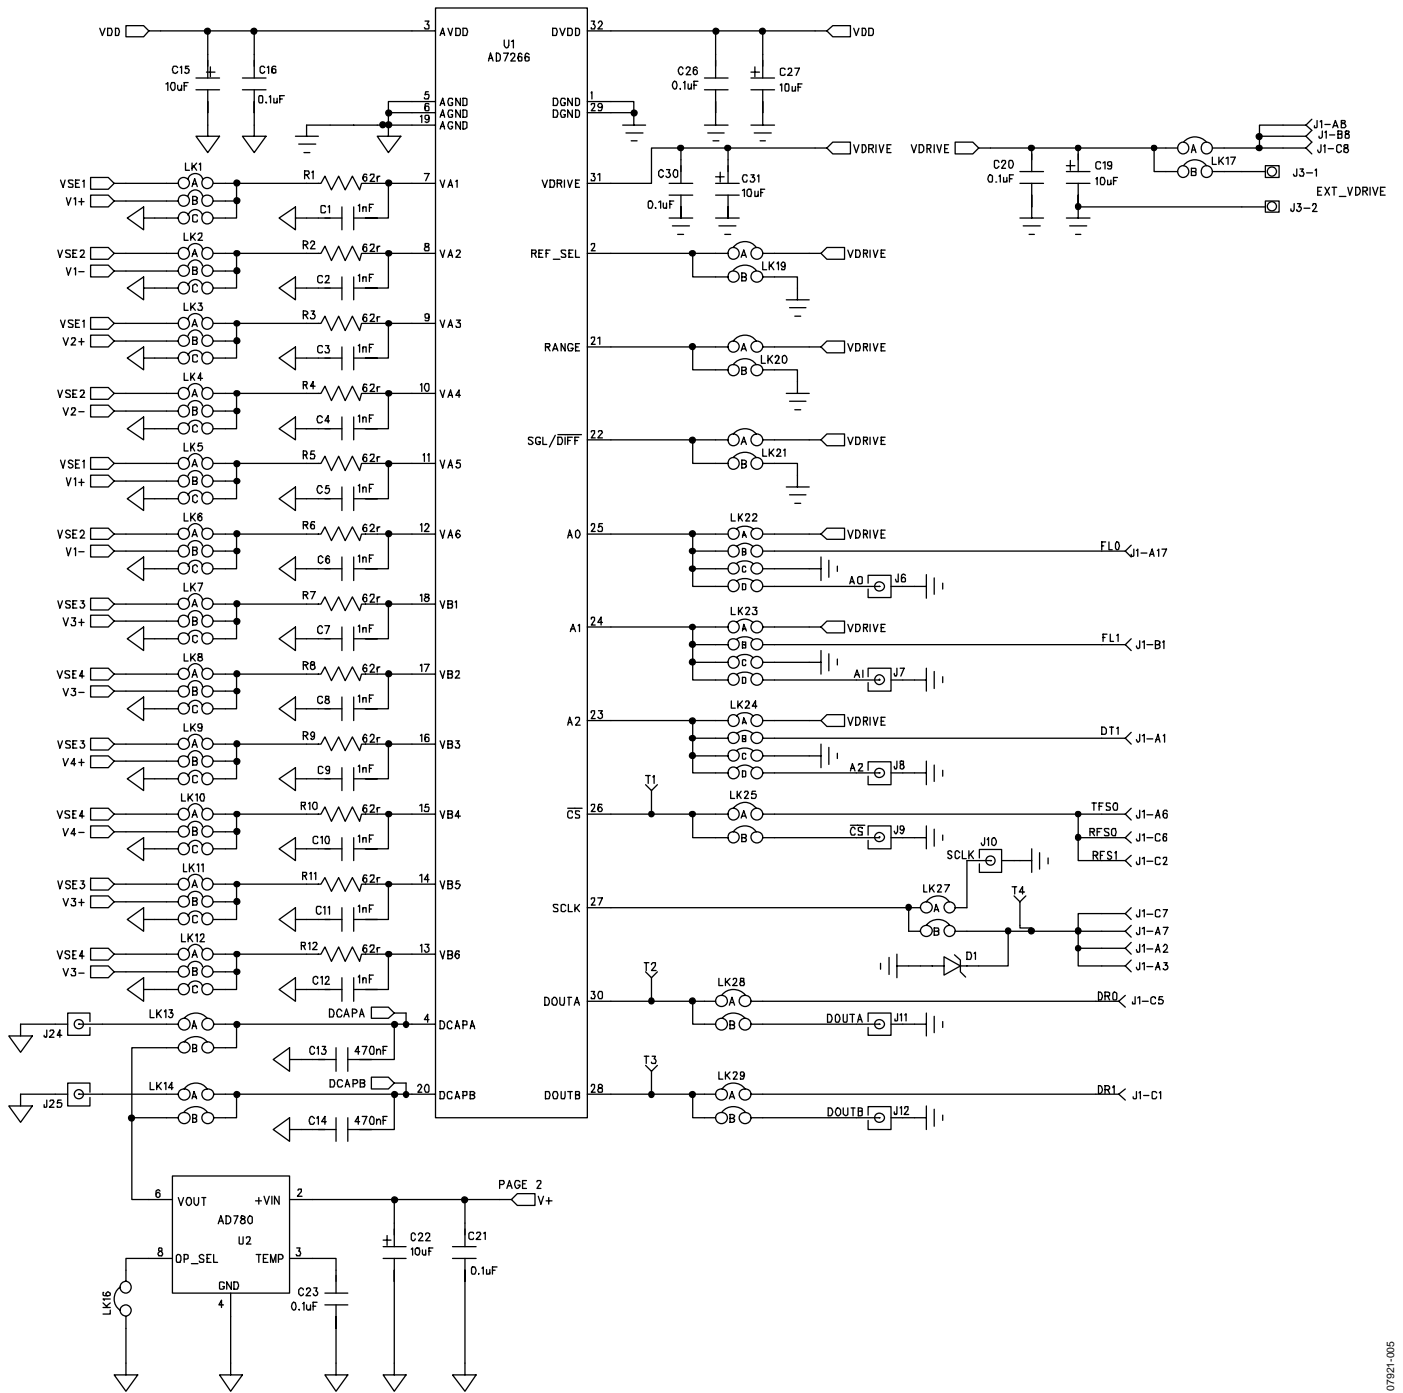 VDD 3 AVDD U1 AD7266 DVDD 32 VDD
C15 10uF + C16 0.1uF C26 0.1uF + C27 10uF
5 AGND DGND 1
6 AGND DGND 29
19 AGND
VDRIVE VDRIVE J1-A8
J1-B8
J1-C8
A
C30 0.1uF + C31 10uF C20 0.1uF + C19 10uF B LK17 J3-1
VDRIVE 31
EXT_VDRIVE
J3-2
LK1
VSE1 A R1 62r 7 VA1
V1+ B
C C1 1nF
LK2
VSE2 A R2 62r 8 VA2
V1- B
C C2 1nF
REF_SEL 2 A VDRIVE
B LK19
LK3
VSE1 A R3 62r 9 VA3
V2+ B
C C3 1nF
RANGE 21 A VDRIVE
B LK20
LK4
VSE2 A R4 62r 10 VA4
V2- B
C C4 1nF
SGL/DIFF 22 A VDRIVE
B LK21
LK5
VSE1 A R5 62r 11 VA5
V1+ B
C C5 1nF
LK6
VSE2 A R6 62r 12 VA6
V1- B
C C6 1nF
LK22
A0 25 A VDRIVE
B FL0 J1-A17
C
D A0 J6
LK7
VSE3 A R7 62r 18 VB1
V3+ B
C C7 1nF
LK23
A1 24 A VDRIVE
B FL1 J1-B1
C
D A1 J7
LK8
VSE4 A R8 62r 17 VB2
V3- B
C C8 1nF
LK24
A2 23 A VDRIVE
B DT1 J1-A1
C
D A2 J8
LK9
VSE3 A R9 62r 16 VB3
V4+ B
C C9 1nF
LK10
VSE4 A R10 62r 15 VB4
V4- B
C C10 1nF
T1 LK25
CS 26 A TFS0 J1-A6
B CS J9 RFS0 J1-C6
RFS1 J1-C2
SCLK J10
LK11
VSE3 A R11 62r 14 VB5
V3+ B
C C11 1nF
SCLK 27 LK27 A T4 J1-C7
B J1-A7
J1-A2
D1 J1-A3
LK12
VSE4 A R12 62r 13 VB6
V3- B
C C12 1nF
T2 LK28
DOUTA 30 A DR0 J1-C5
B DOUTA J11
J24 LK13 A DCAPA 4 DCAPA
B C13 470nF
T3 LK29
DOUTB 28 A DR1 J1-C1
B DOUTB J12
J25 LK14 A DCAPB 20 DCAPB
B C14 470nF
PAGE 2
6 VOUT +VIN 2 V+
AD780
U2
8 OP_SEL TEMP 3
GND
4
LK16
C23 0.1uF
+ C22 10uF
C21 0.1uF
07921-005